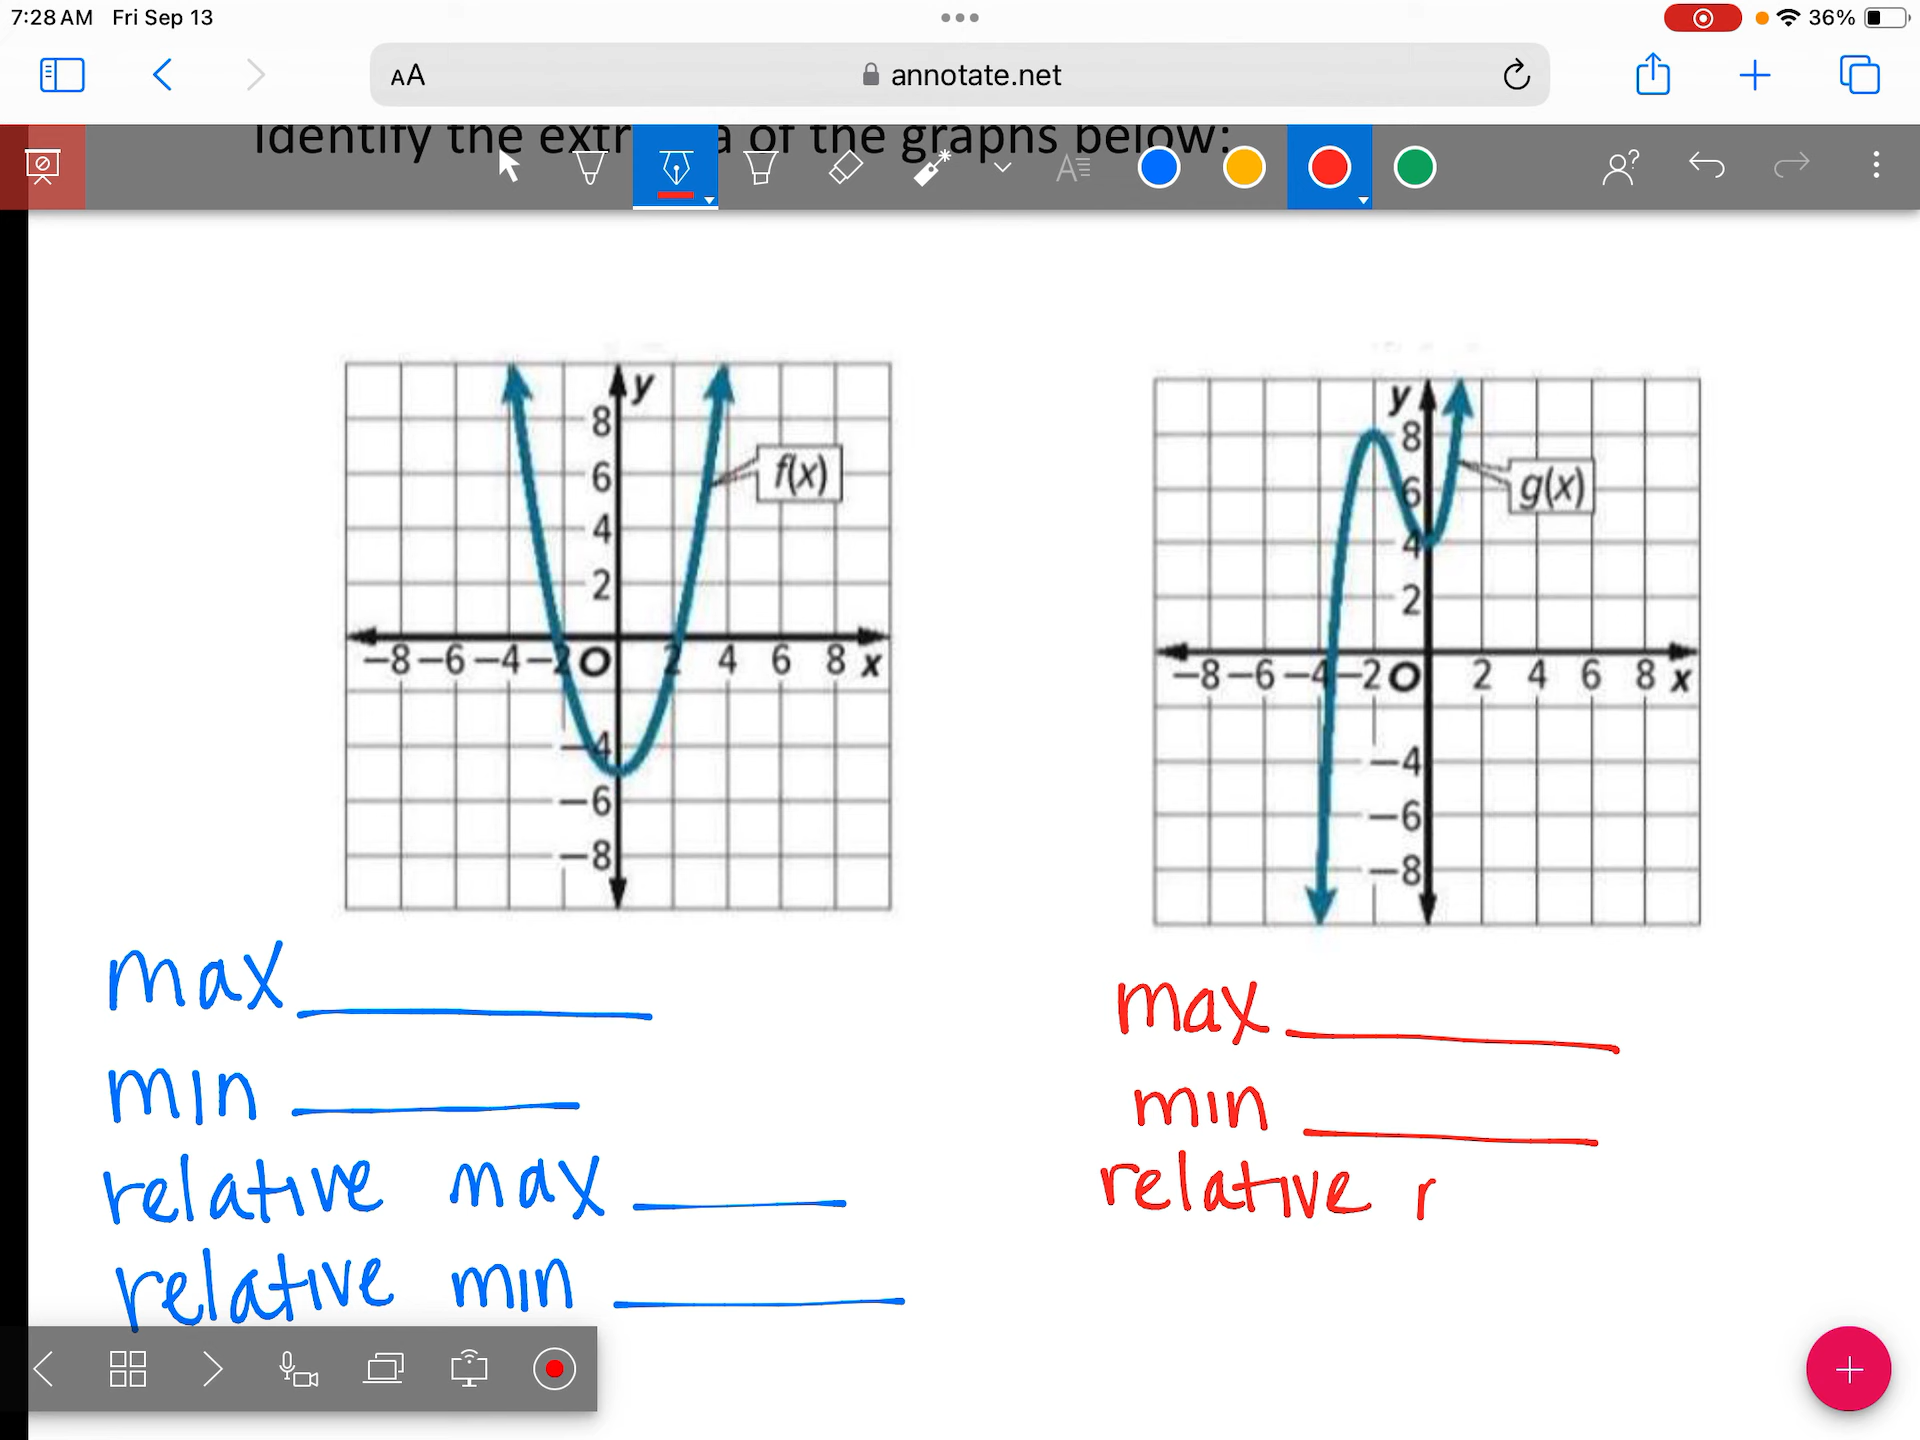 7:28 AM Fri Sep 13
36%
AA
annotate.net
Identify the extr a of the graphs below:
y
8
6
4
2
f(x)
-8 -6 -4 -2 O 2 4 6 8 x
-4
-6
-8
y
8
6
4
2
g(x)
-8 -6 -4 -2 O 2 4 6 8 x
-4
-6
-8
max
min
relative max
relative min
max
min
relative r